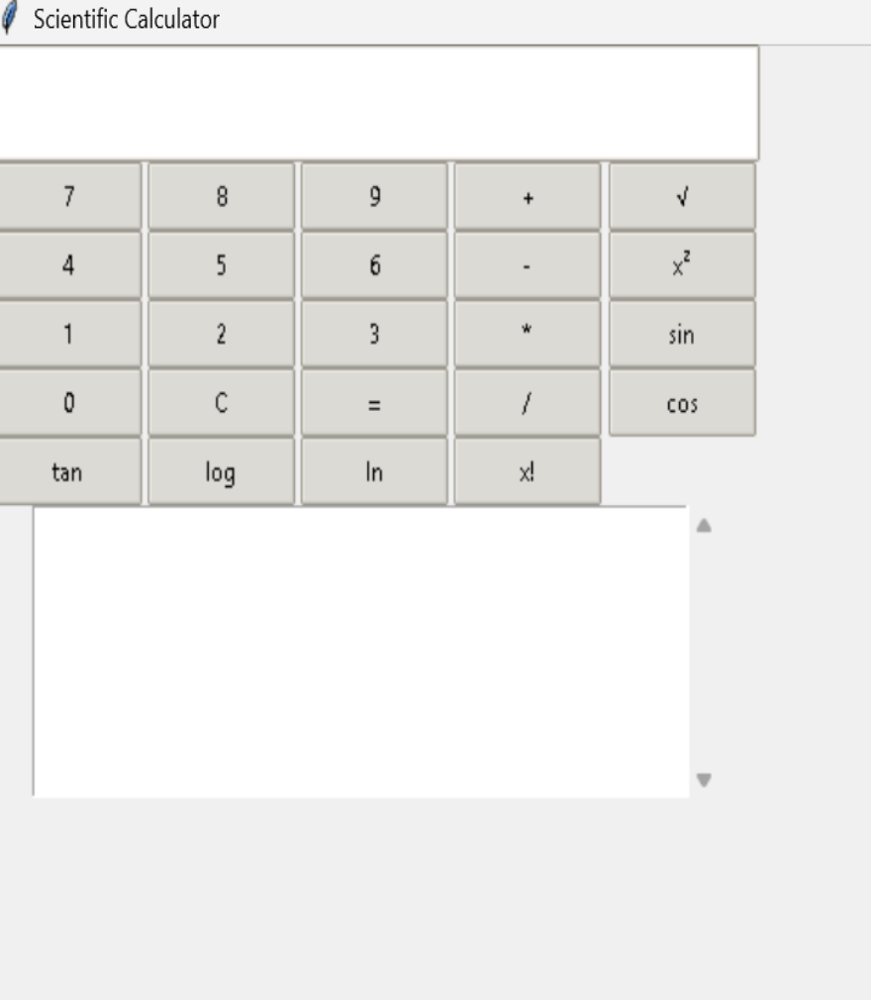 Scientific Calculator
7 8 9 + √
4 5 6 - x²
1 2 3 * sin
0 C = / cos
tan log ln x!